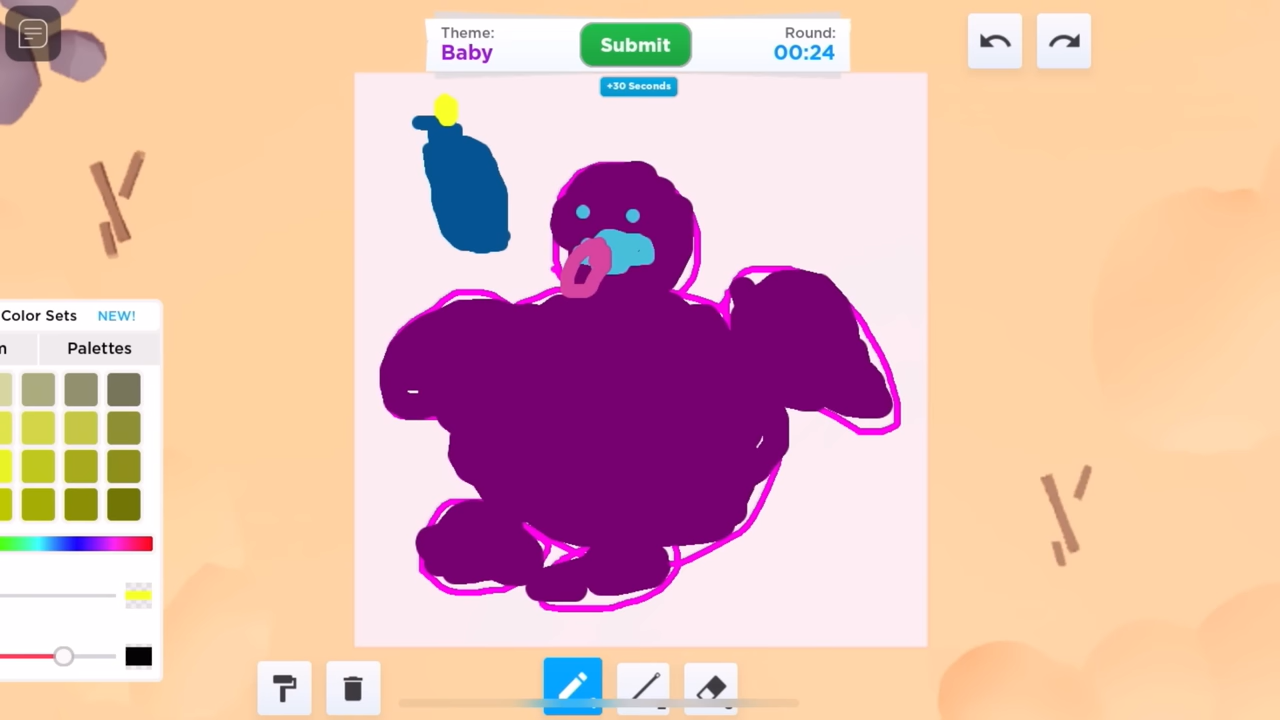 Theme:
Baby
Submit
Round:
00:24
+30 Seconds
Color Sets NEW!
Palettes